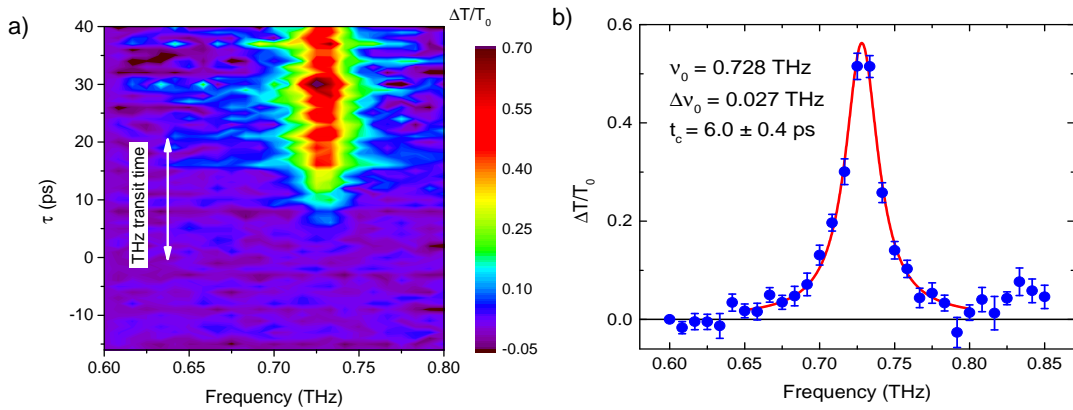 a)
ΔT/T0
40
30
20
10
0
-10
τ (ps)
THz transit time
0.60
0.65
0.70
0.75
0.80
Frequency (THz)
0.70
0.55
0.40
0.25
0.10
-0.05
b)
0.6
0.4
0.2
0.0
ΔT/T0
ν0 = 0.728 THz
Δν0 = 0.027 THz
tc = 6.0 ± 0.4 ps
0.60
0.65
0.70
0.75
0.80
0.85
Frequency (THz)